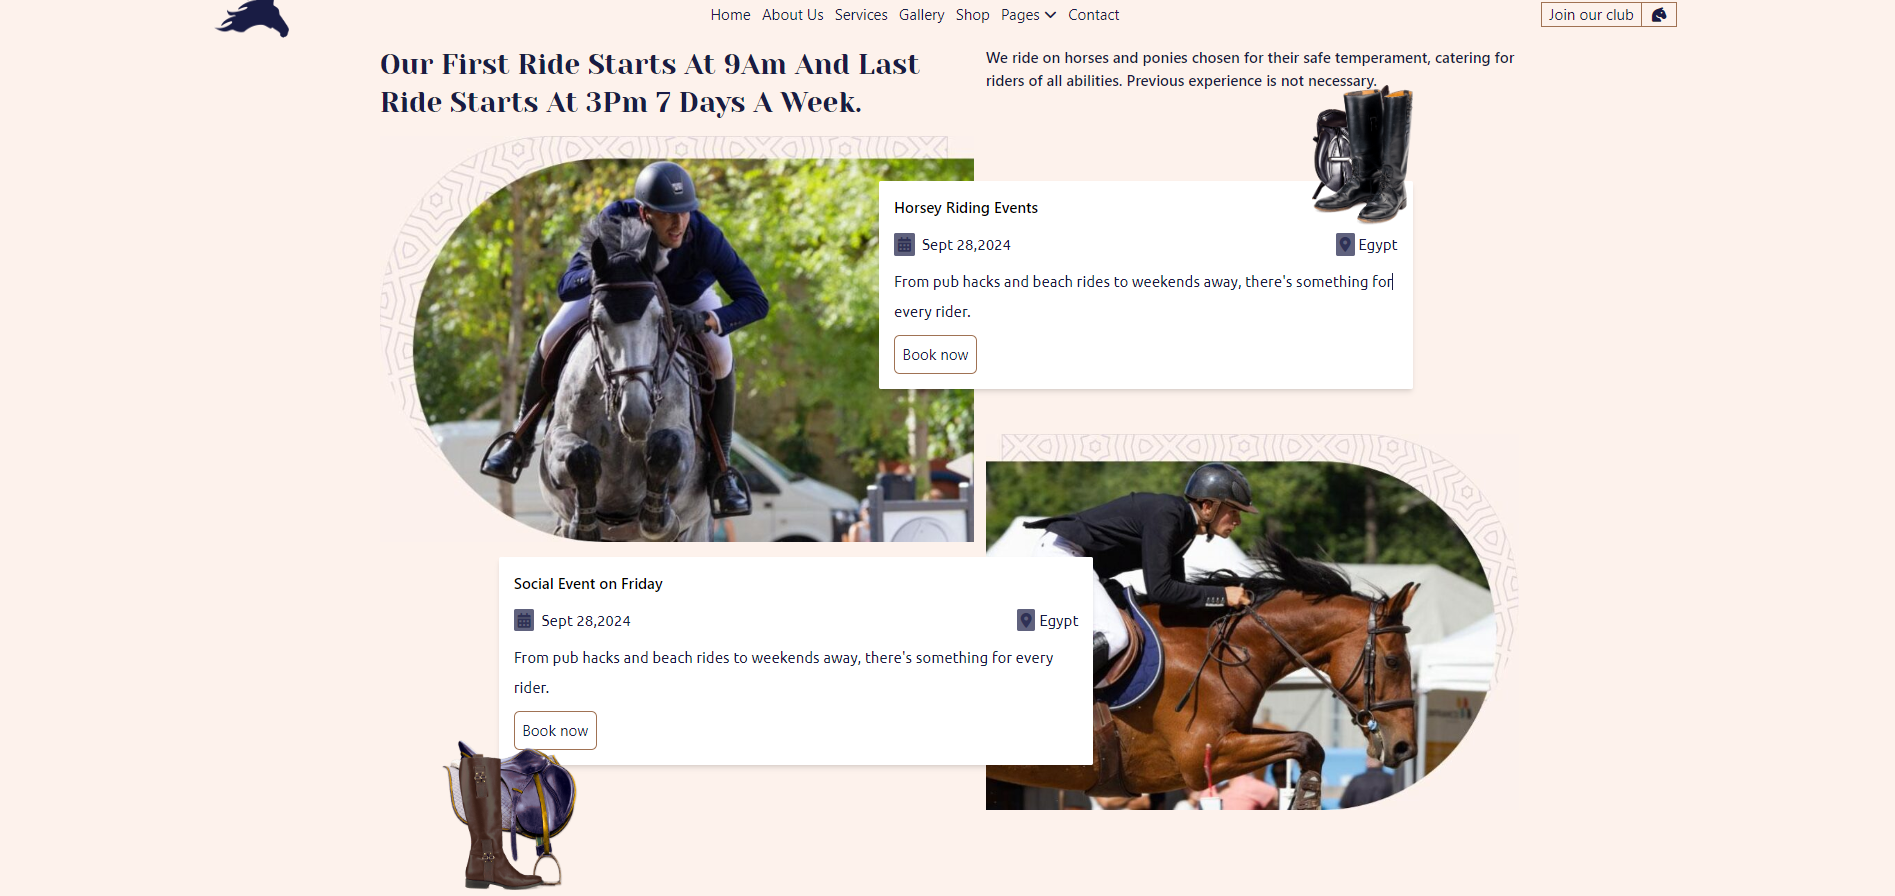 Home About Us Services Gallery Shop Pages Contact
Join our club
Our First Ride Starts At 9Am And Last
Ride Starts At 3Pm 7 Days A Week.
We ride on horses and ponies chosen for their safe temperament, catering for
riders of all abilities. Previous experience is not necessary.
Horsey Riding Events
Sept 28,2024
Egypt
From pub hacks and beach rides to weekends away, there's something for
every rider.
Book now
Social Event on Friday
Sept 28,2024
Egypt
From pub hacks and beach rides to weekends away, there's something for every
rider.
Book now